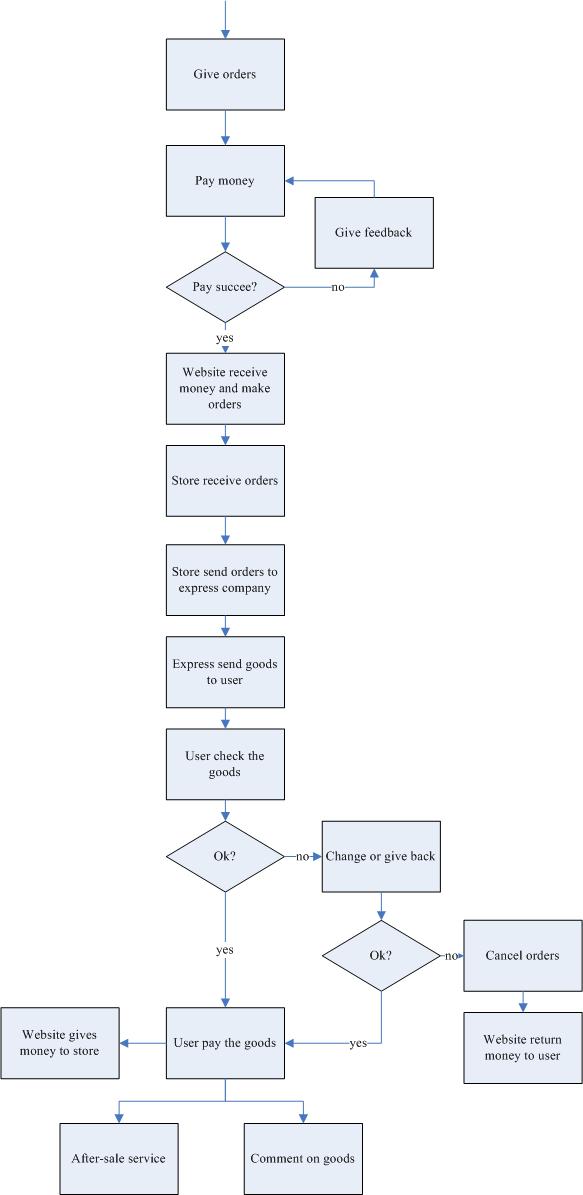 Give orders
Pay money
Give feedback
Pay succee?
no
yes
Website receive
money and make
orders
Store receive orders
Store send orders to
express company
Express send goods
to user
User check the
goods
Ok?
no
Change or give back
yes
Ok?
no
Cancel orders
Website gives
money to store
User pay the goods
yes
Website return
money to user
After-sale service
Comment on goods